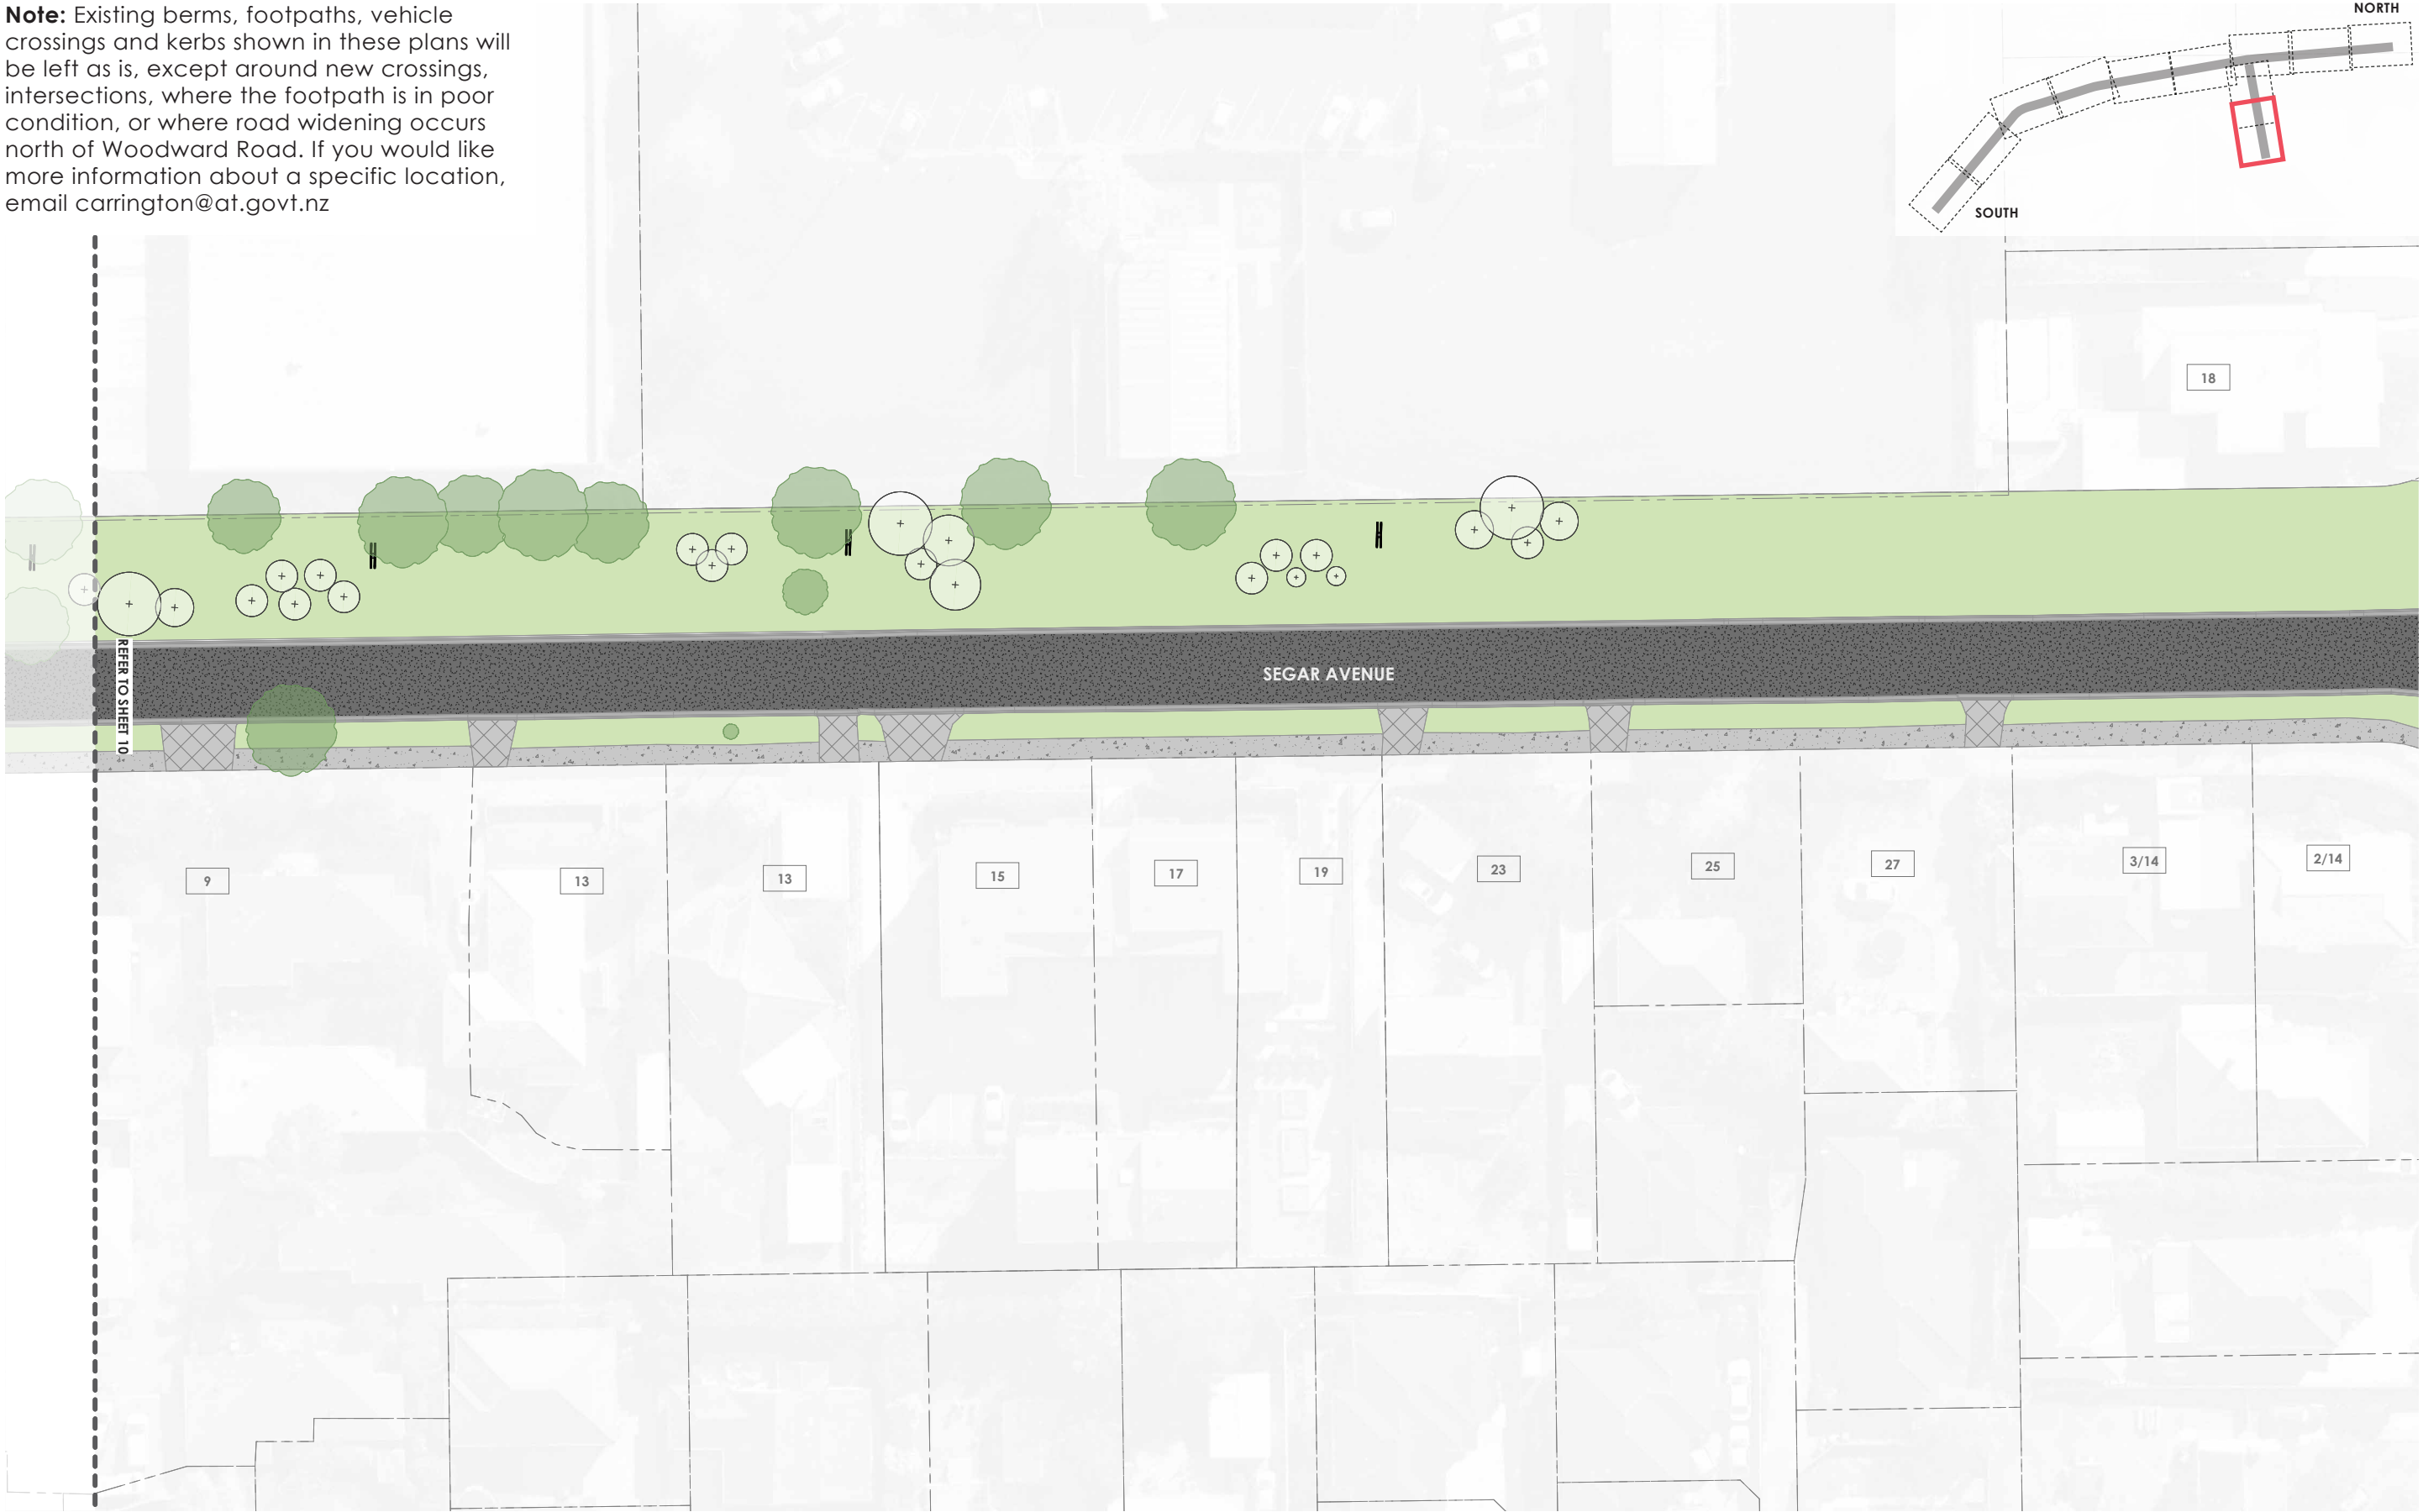 Note: Existing berms, footpaths, vehicle
crossings and kerbs shown in these plans will
be left as is, except around new crossings,
intersections, where the footpath is in poor
condition, or where road widening occurs
north of Woodward Road. If you would like
more information about a specific location,
email carrington@at.govt.nz
NORTH
SOUTH
18
REFER TO SHEET 10
SEGAR AVENUE
9
13
13
15
17
19
23
25
27
3/14
2/14